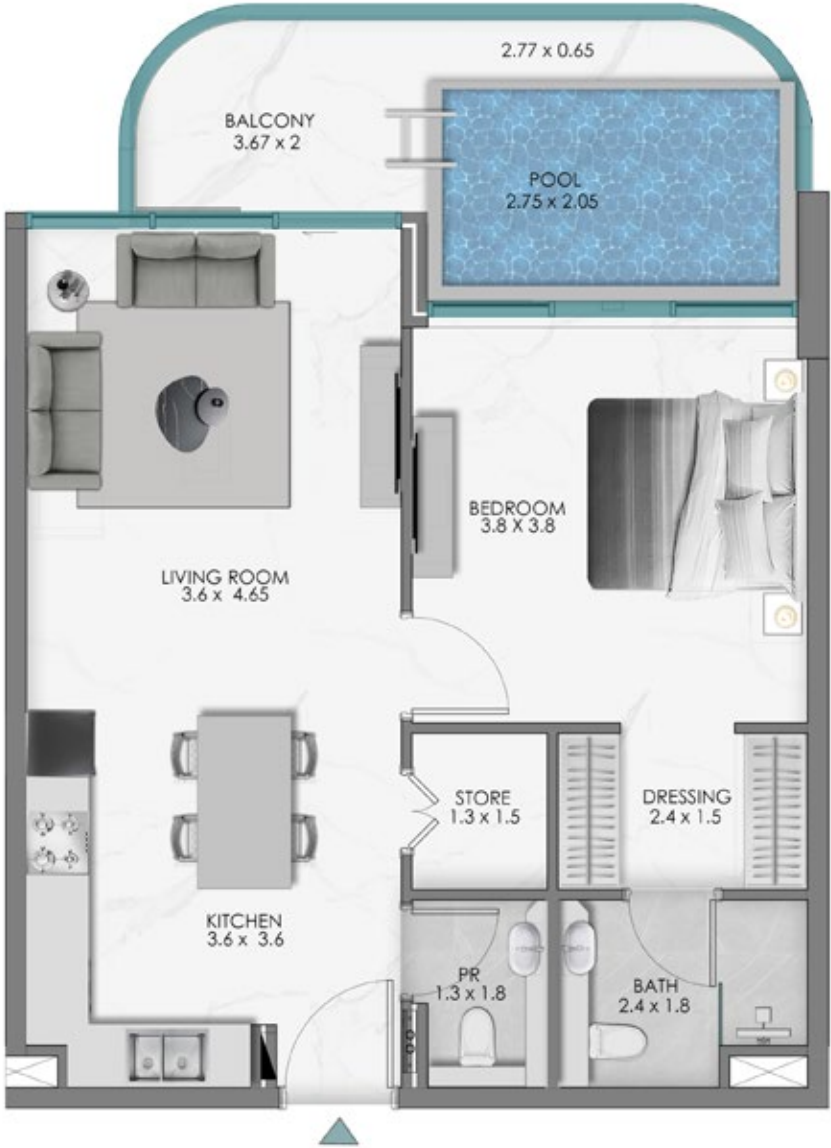 2.77 x 0.65
BALCONY
3.67 x 2
POOL
2.75 x 2.05
BEDROOM
3.8 X 3.8
LIVING ROOM
3.6 x 4.65
STORE
1.3 x 1.5
DRESSING
2.4 x 1.5
KITCHEN
3.6 x 3.6
PR
1.3 x 1.8
BATH
2.4 x 1.8